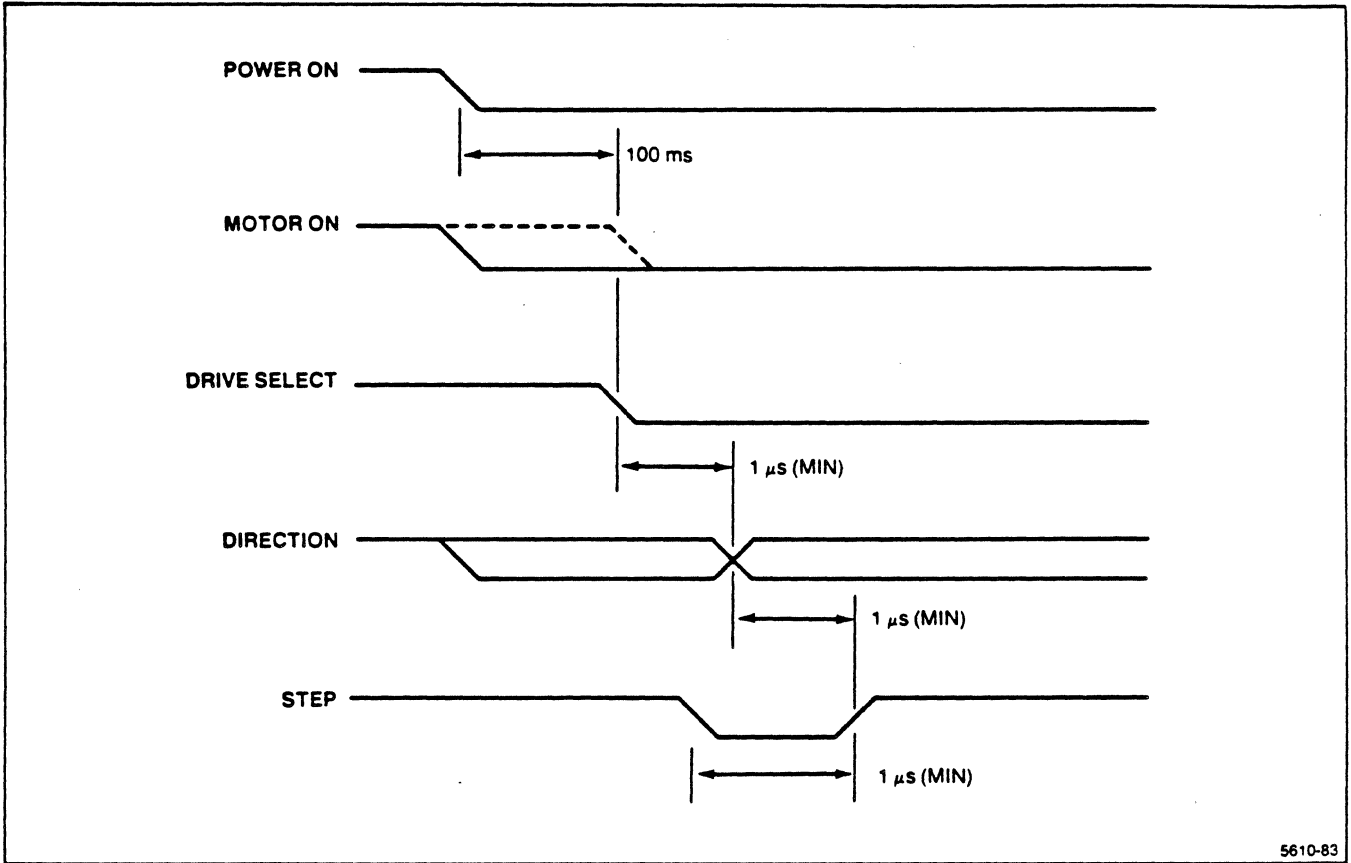 POWER ON
100 ms
MOTOR ON
DRIVE SELECT
1 μs (MIN)
DIRECTION
1 μs (MIN)
STEP
1 μs (MIN)
5610-83